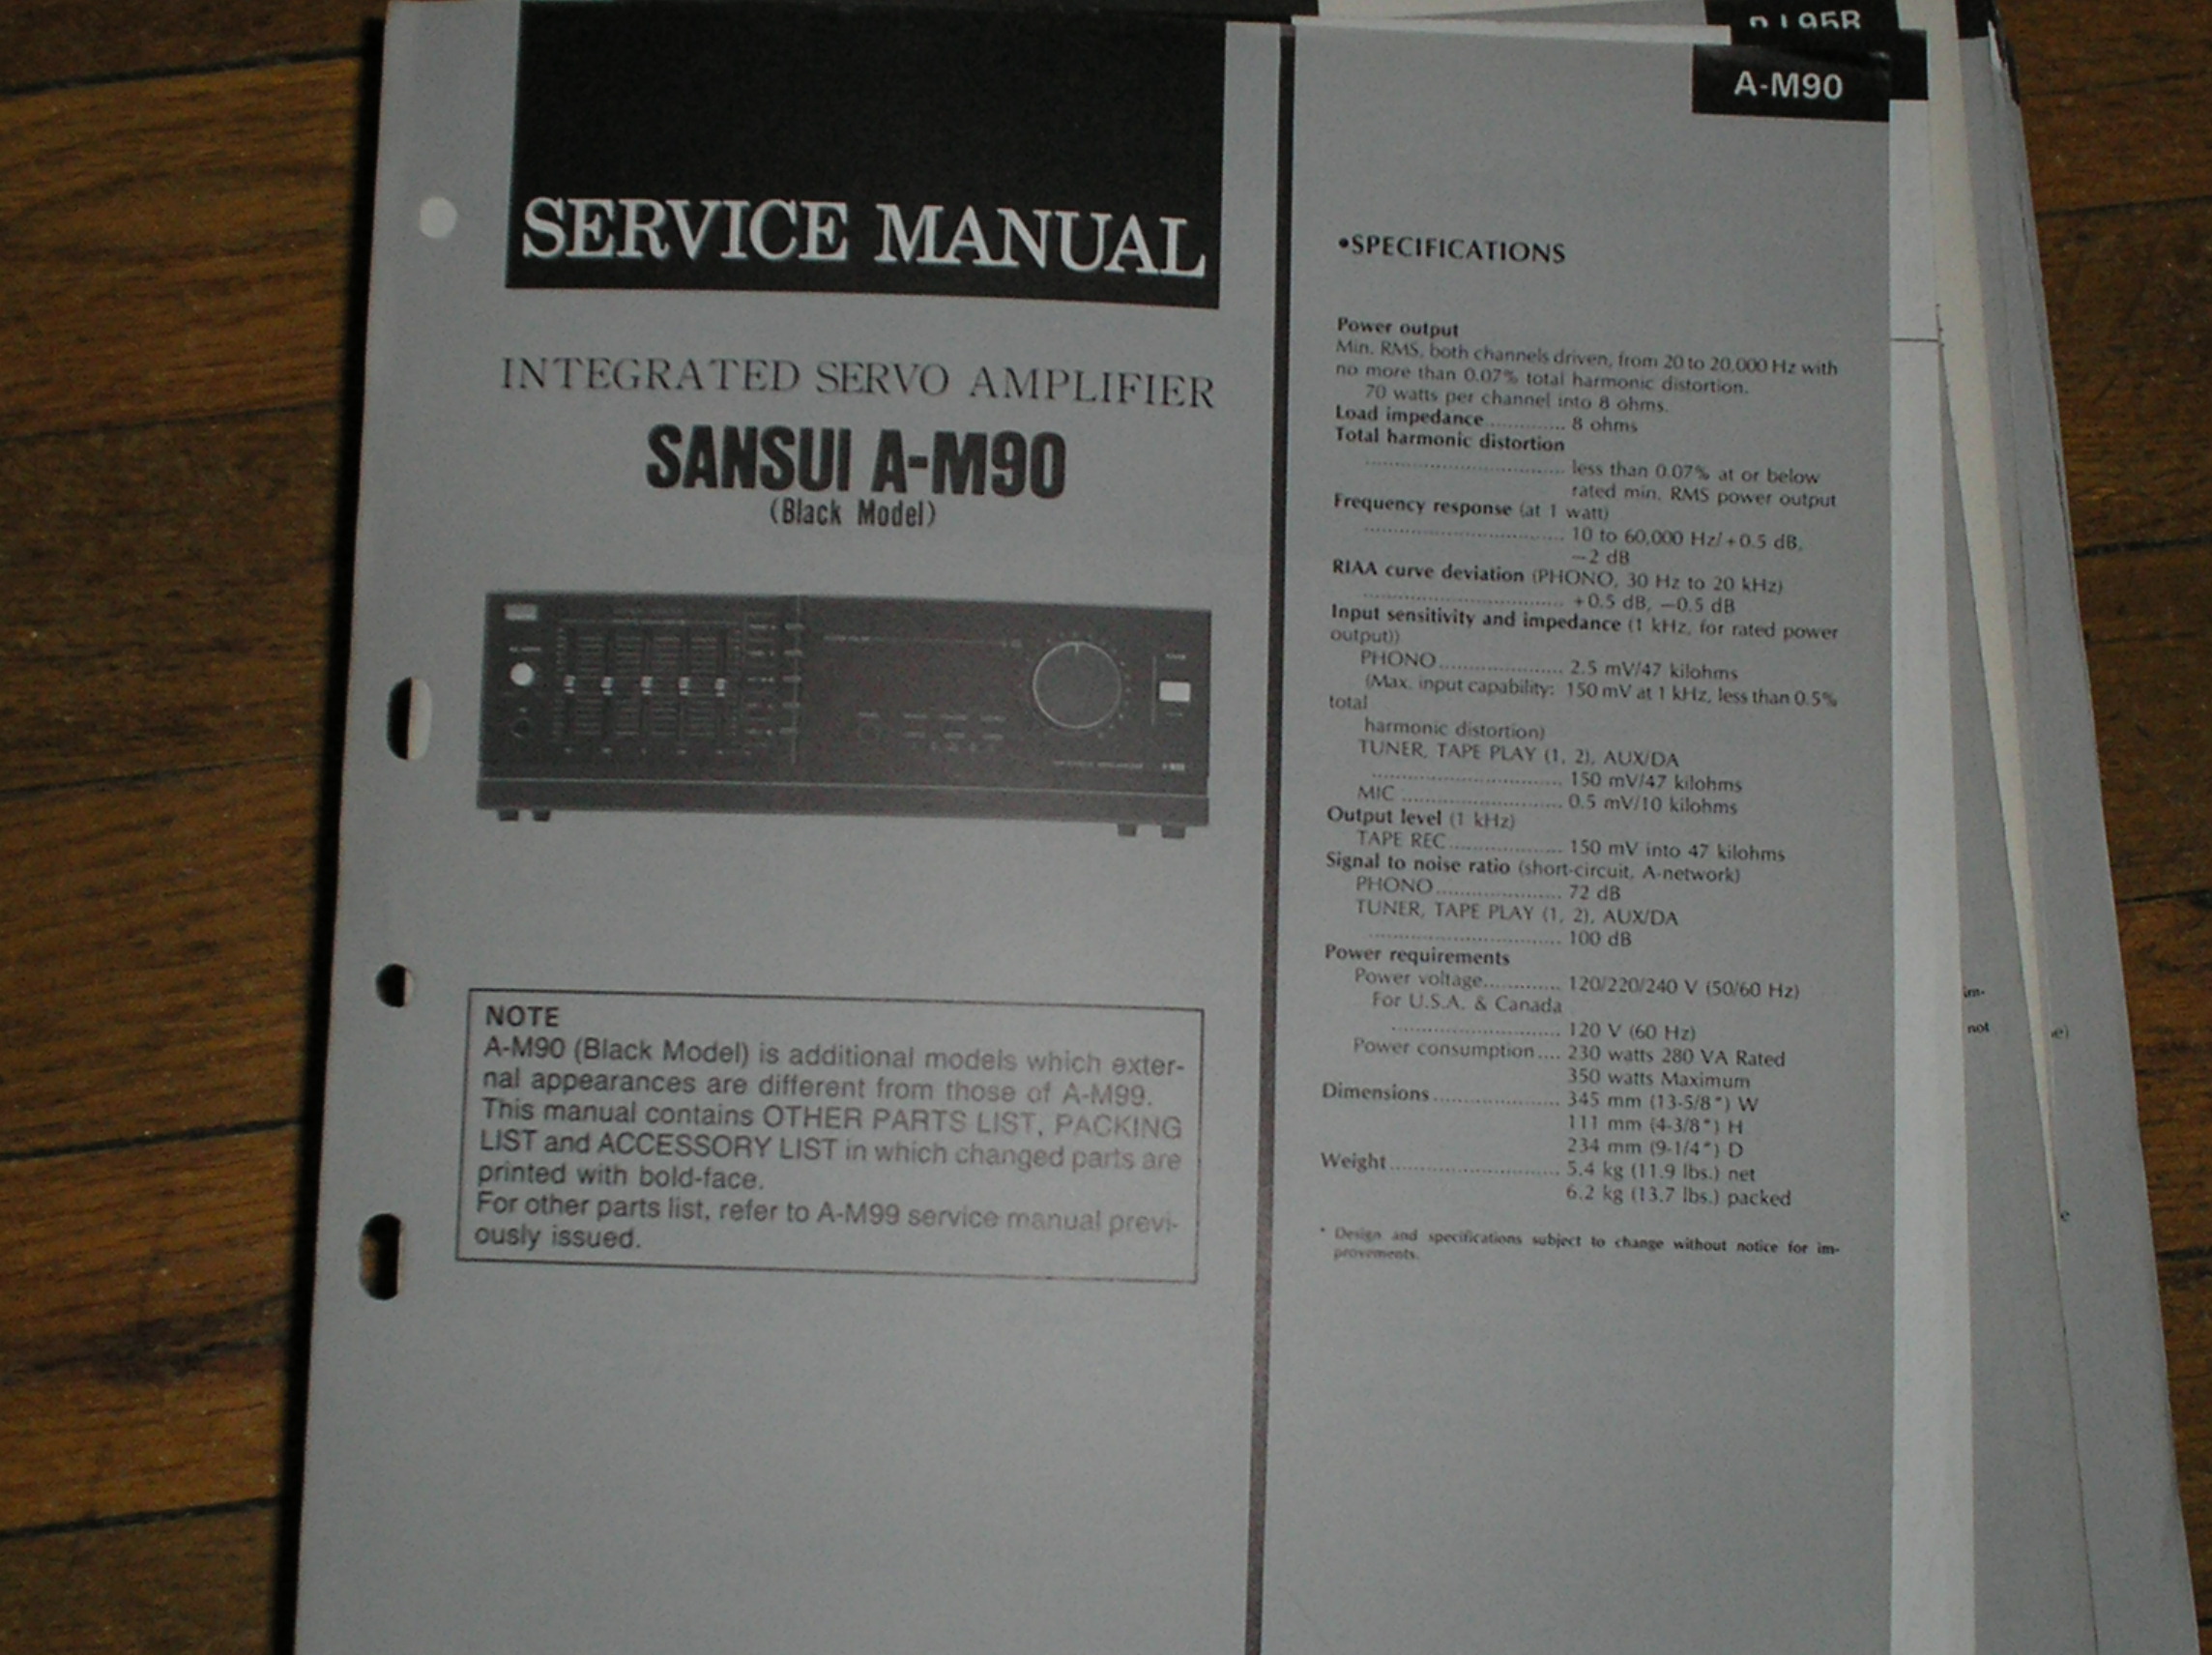 SERVICE MANUAL
INTEGRATED SERVO AMPLIFIER
SANSUI A-M90
(Black Model)
NOTE
A-M90 (Black Model) is additional models which exter-
nal appearances are different from those of A-M99.
This manual contains OTHER PARTS LIST, PACKING
LIST and ACCESSORY LIST in which changed parts are
printed with bold-face.
For other parts list, refer to A-M99 service manual previ-
ously issued.
A-M90
•SPECIFICATIONS
Power output
Min. RMS, both channels driven, from 20 to 20,000 Hz with
no more than 0.07% total harmonic distortion.
70 watts per channel into 8 ohms.
Load impedance ............. 8 ohms
Total harmonic distortion
................................ less than 0.07% at or below
rated min. RMS power output
Frequency response (at 1 watt)
................................ 10 to 60,000 Hz/+0.5 dB,
−2 dB
RIAA curve deviation (PHONO, 30 Hz to 20 kHz)
................................ +0.5 dB, −0.5 dB
Input sensitivity and impedance (1 kHz, for rated power
output))
PHONO .................... 2.5 mV/47 kilohms
(Max. input capability: 150 mV at 1 kHz, less than 0.5%
total
harmonic distortion)
TUNER, TAPE PLAY (1, 2), AUX/DA
............................... 150 mV/47 kilohms
MIC .......................... 0.5 mV/10 kilohms
Output level (1 kHz)
TAPE REC .................. 150 mV into 47 kilohms
Signal to noise ratio (short-circuit, A-network)
PHONO .................... 72 dB
TUNER, TAPE PLAY (1, 2), AUX/DA
............................... 100 dB
Power requirements
Power voltage ............ 120/220/240 V (50/60 Hz)
For U.S.A. & Canada
........................... 120 V (60 Hz)
Power consumption .... 230 watts 280 VA Rated
350 watts Maximum
Dimensions .................... 345 mm (13-5/8") W
111 mm (4-3/8") H
234 mm (9-1/4") D
Weight ........................... 5.4 kg (11.9 lbs.) net
6.2 kg (13.7 lbs.) packed
* Design and specifications subject to change without notice for im-
provements.
im-
not
e)
e